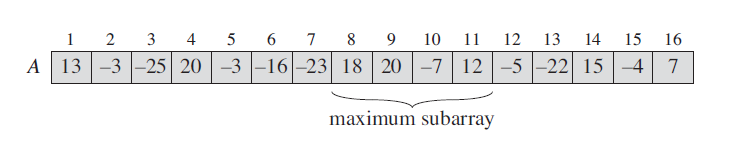 1 2 3 4 5 6 7 8 9 10 11 12 13 14 15 16
A 13 –3 –25 20 –3 –16 –23 18 20 –7 12 –5 –22 15 –4 7
maximum subarray